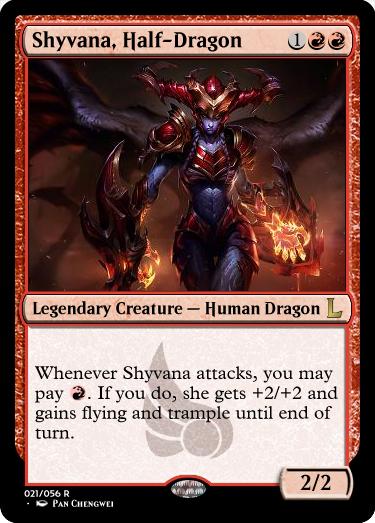 Shyvana, Half-Dragon 1
Legendary Creature — Human Dragon L
Whenever Shyvana attacks, you may
pay . If you do, she gets +2/+2 and
gains flying and trample until end of
turn.
2/2
021/056 R
· Pan Chengwei